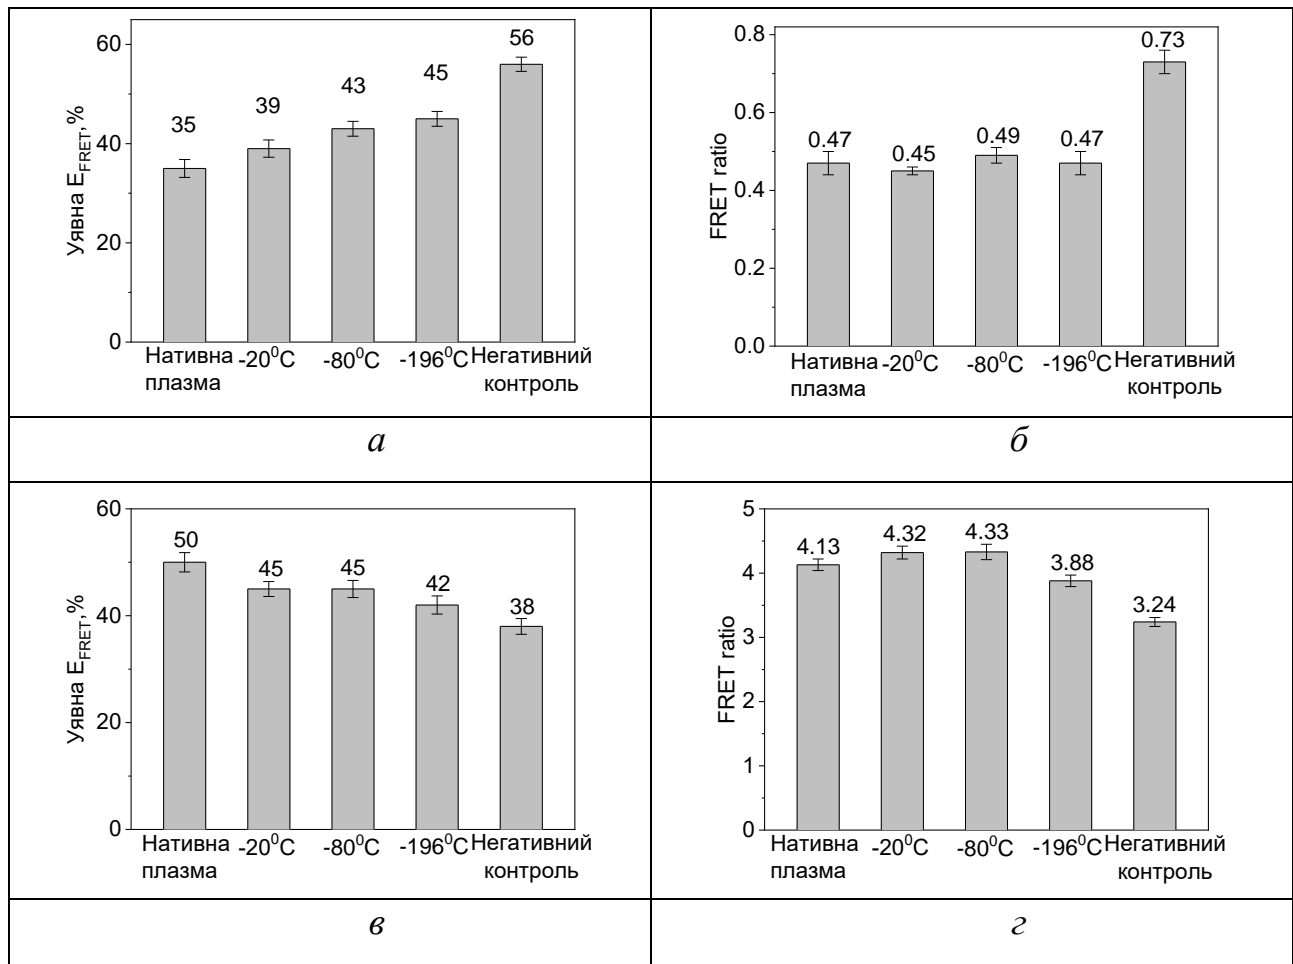 Уявна E_FRET, %
60
40
20
0
35
39
43
45
56
Нативна
плазма
-20⁰C
-80⁰C
-196⁰C
Негативний
контроль
а
FRET ratio
0.8
0.6
0.4
0.2
0.0
0.47
0.45
0.49
0.47
0.73
Нативна
плазма
-20⁰C
-80⁰C
-196⁰C
Негативний
контроль
б
Уявна E_FRET, %
60
40
20
0
50
45
45
42
38
Нативна
плазма
-20⁰C
-80⁰C
-196⁰C
Негативний
контроль
в
FRET ratio
5
4
3
2
1
0
4.13
4.32
4.33
3.88
3.24
Нативна
плазма
-20⁰C
-80⁰C
-196⁰C
Негативний
контроль
г